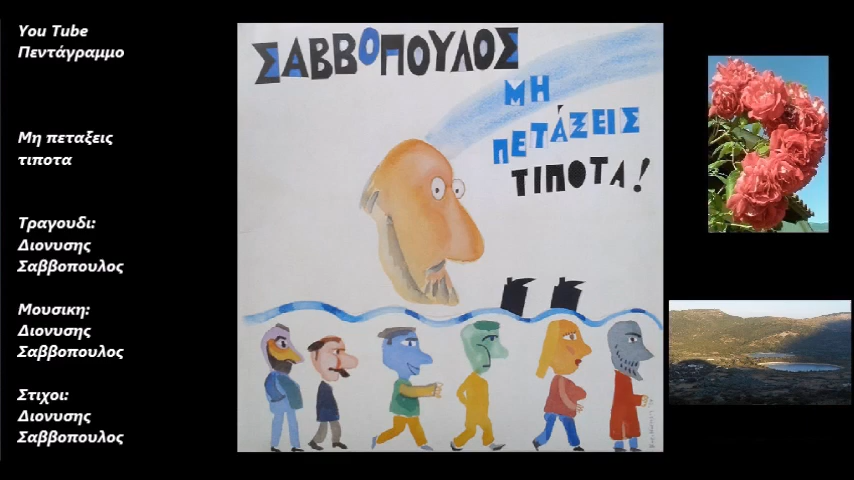 You Tube
Πεντάγραμμο
Μη πεταξεις
τιποτα
Τραγουδι:
Διονυσης
Σαββοπουλος
Μουσικη:
Διονυσης
Σαββοπουλος
Στιχοι:
Διονυσης
Σαββοπουλος
ΣΑΒΒΟΠΟΥΛΟΣ
ΜΗ
ΠΕΤΑΞΕΙΣ
ΤΙΠΟΤΑ!